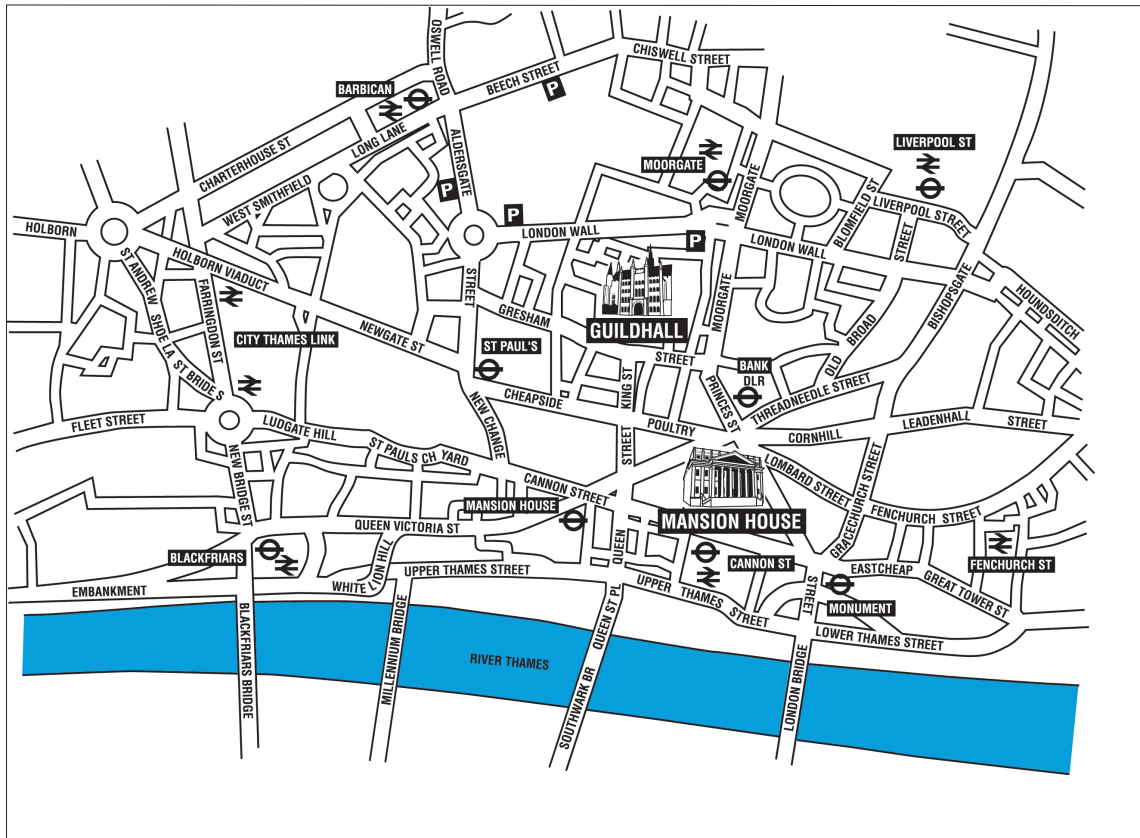 OSWELL ROAD
CHISWELL STREET
BEECH STREET
BARBICAN
P
LONG LANE
ALDERSGATE
CHARTERHOUSE ST
LIVERPOOL ST
MOORGATE
MOORGATE
WEST SMITHFIELD
P
P
BLOMFIELD ST
LIVERPOOL STREET
HOLBORN
LONDON WALL
P
LONDON WALL
STREET
ST ANDREW
HOLBORN VIADUCT
FARRINGDON ST
STREET
BISHOPSGATE
HOUNDSDITCH
SHOE LA
NEWGATE ST
GRESHAM
GUILDHALL
MOORGATE
OLD BROAD
CITY THAMES LINK
ST PAUL'S
STREET
BANK
DLR
ST BRIDE S
NEW CHANGE
CHEAPSIDE
KING ST
PRINCES ST
THREADNEEDLE STREET
FLEET STREET
LUDGATE HILL
POULTRY
CORNHILL
LEADENHALL
STREET
ST PAULS CH YARD
STREET
NEW BRIDGE ST
CANNON STREET
LOMBARD STREET
GRACECHURCH STREET
MANSION HOUSE
MANSION HOUSE
FENCHURCH STREET
QUEEN VICTORIA ST
QUEEN
BLACKFRIARS
CANNON ST
FENCHURCH ST
WHITE LYON HILL
UPPER THAMES STREET
UPPER THAMES STREET
EASTCHEAP
GREAT TOWER ST
EMBANKMENT
STREET
MONUMENT
BLACKFRIARS BRIDGE
MILLENNIUM BRIDGE
QUEEN ST PL
LOWER THAMES STREET
RIVER THAMES
SOUTHWARK BR
LONDON BRIDGE